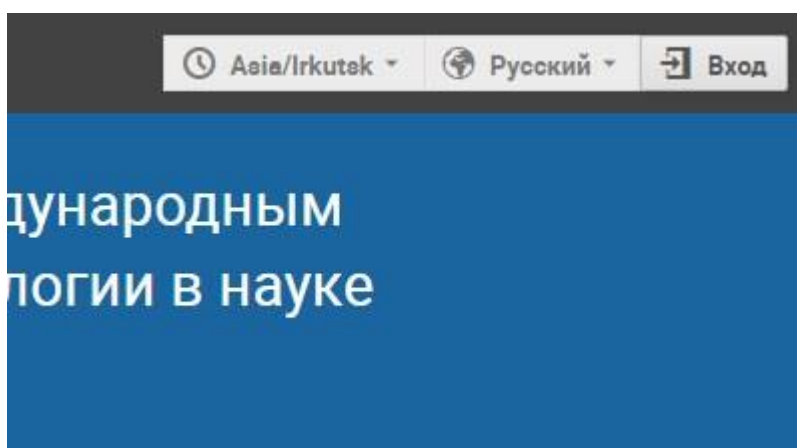 Asia/Irkutsk Русский Вход
дународным
логии в науке